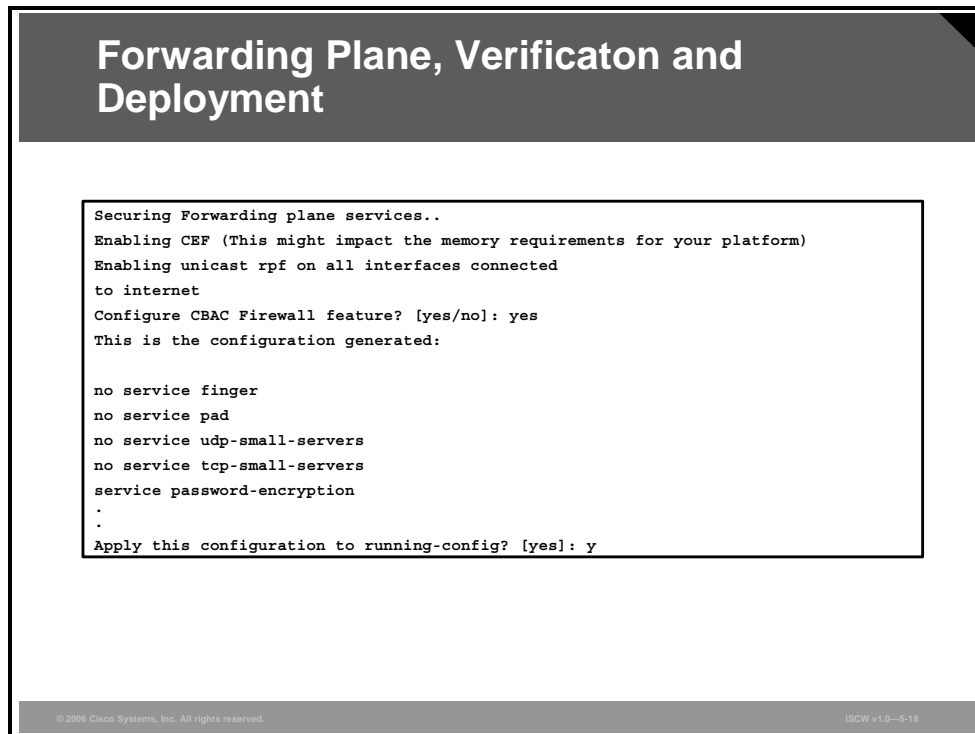 Forwarding Plane, Verificaton and
Deployment
Securing Forwarding plane services..
Enabling CEF (This might impact the memory requirements for your platform)
Enabling unicast rpf on all interfaces connected
to internet
Configure CBAC Firewall feature? [yes/no]: yes
This is the configuration generated:
no service finger
no service pad
no service udp-small-servers
no service tcp-small-servers
service password-encryption
.
.
Apply this configuration to running-config? [yes]: y
© 2006 Cisco Systems, Inc. All rights reserved.
ISCW v1.0—5-18